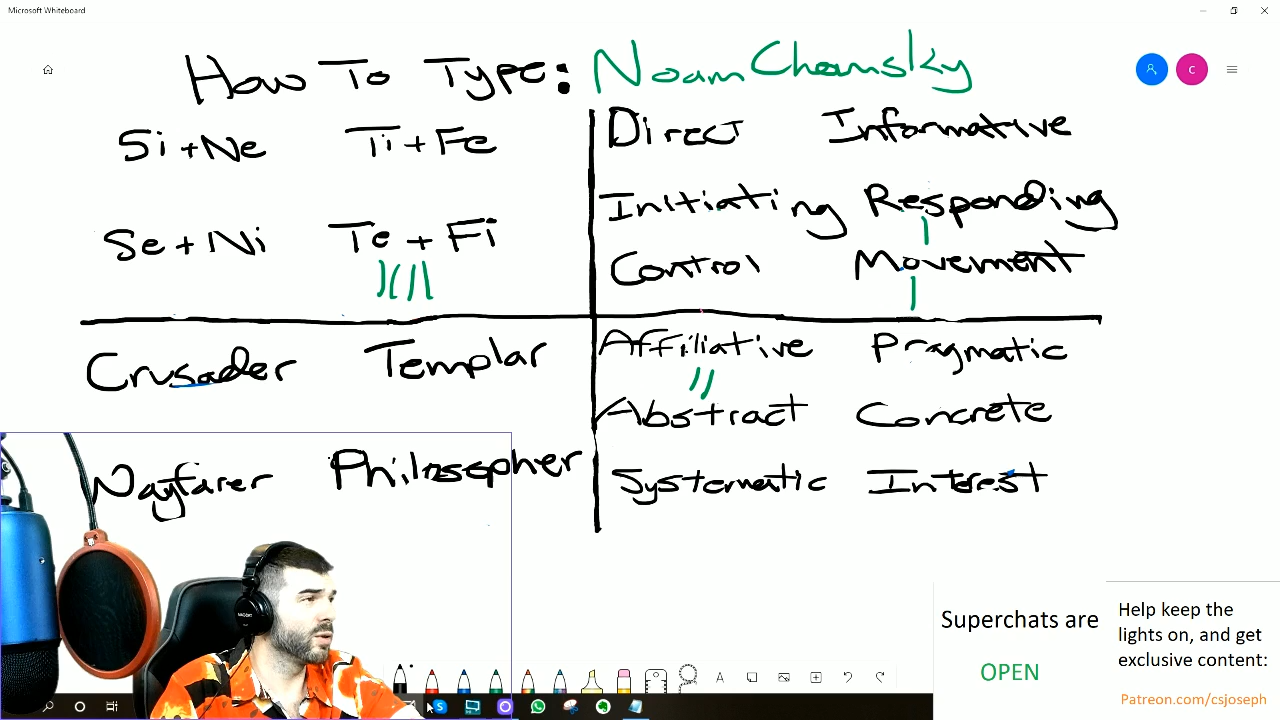 Microsoft Whiteboard
How To Type: Noam Chomsky
Si + Ne Ti + Fe
Se + Ni Te + Fi
Direct Informative
Initiating Responding
Control Movement
Crusader Templar
Wayfarer Philosopher
Affiliative Pragmatic
Abstract Concrete
Systematic Interest
C
A
Superchats are
OPEN
Help keep the
lights on, and get
exclusive content:
Patreon.com/csjoseph